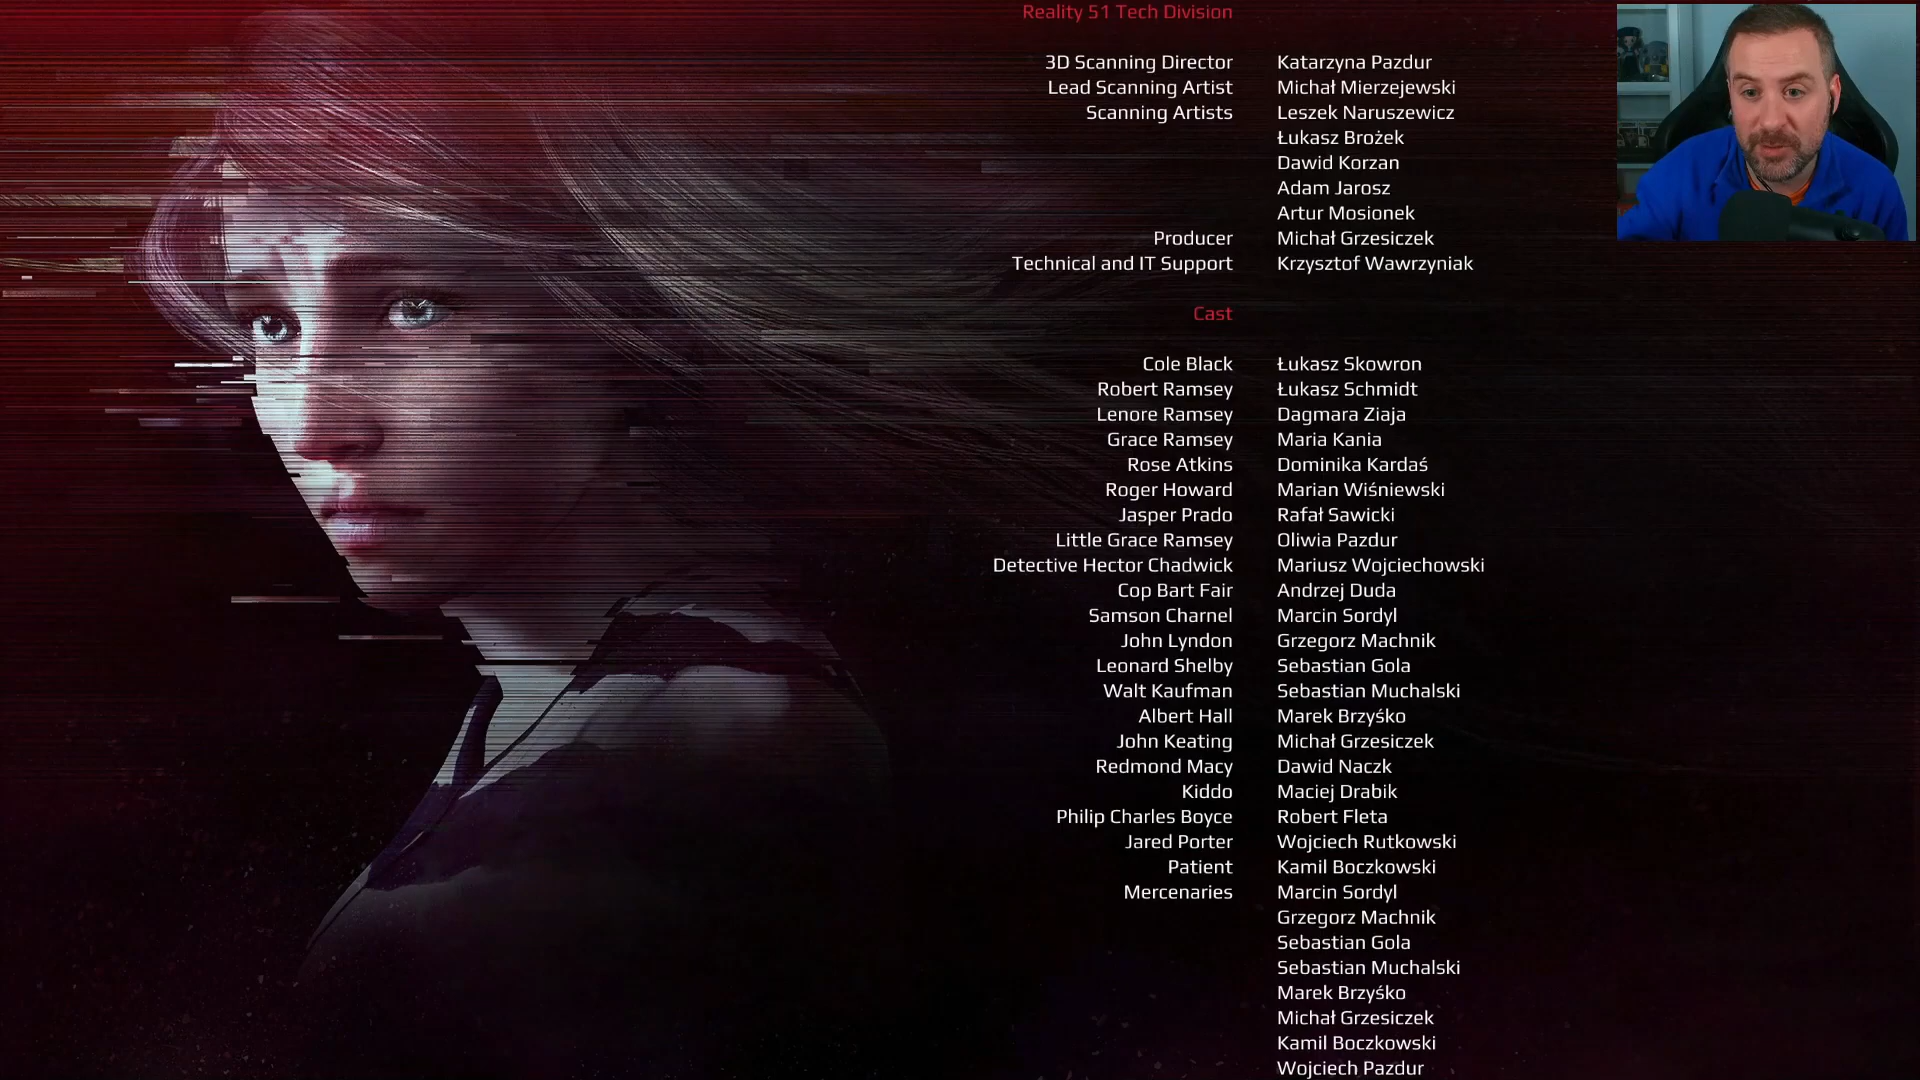 Reality 51 Tech Division
3D Scanning Director Katarzyna Pazdur
Lead Scanning Artist Michał Mierzejewski
Scanning Artists Leszek Naruszewicz
Łukasz Brożek
Dawid Korzan
Adam Jarosz
Artur Mosionek
Producer Michał Grzesiczek
Technical and IT Support Krzysztof Wawrzyniak
Cast
Cole Black Łukasz Skowron
Robert Ramsey Łukasz Schmidt
Lenore Ramsey Dagmara Ziaja
Grace Ramsey Maria Kania
Rose Atkins Dominika Kardaś
Roger Howard Marian Wiśniewski
Jasper Prado Rafał Sawicki
Little Grace Ramsey Oliwia Pazdur
Detective Hector Chadwick Mariusz Wojciechowski
Cop Bart Fair Andrzej Duda
Samson Charnel Marcin Sordyl
John Lyndon Grzegorz Machnik
Leonard Shelby Sebastian Gola
Walt Kaufman Sebastian Muchalski
Albert Hall Marek Brzyśko
John Keating Michał Grzesiczek
Redmond Macy Dawid Naczk
Kiddo Maciej Drabik
Philip Charles Boyce Robert Fleta
Jared Porter Wojciech Rutkowski
Patient Kamil Boczkowski
Mercenaries Marcin Sordyl
Grzegorz Machnik
Sebastian Gola
Sebastian Muchalski
Marek Brzyśko
Michał Grzesiczek
Kamil Boczkowski
Wojciech Pazdur